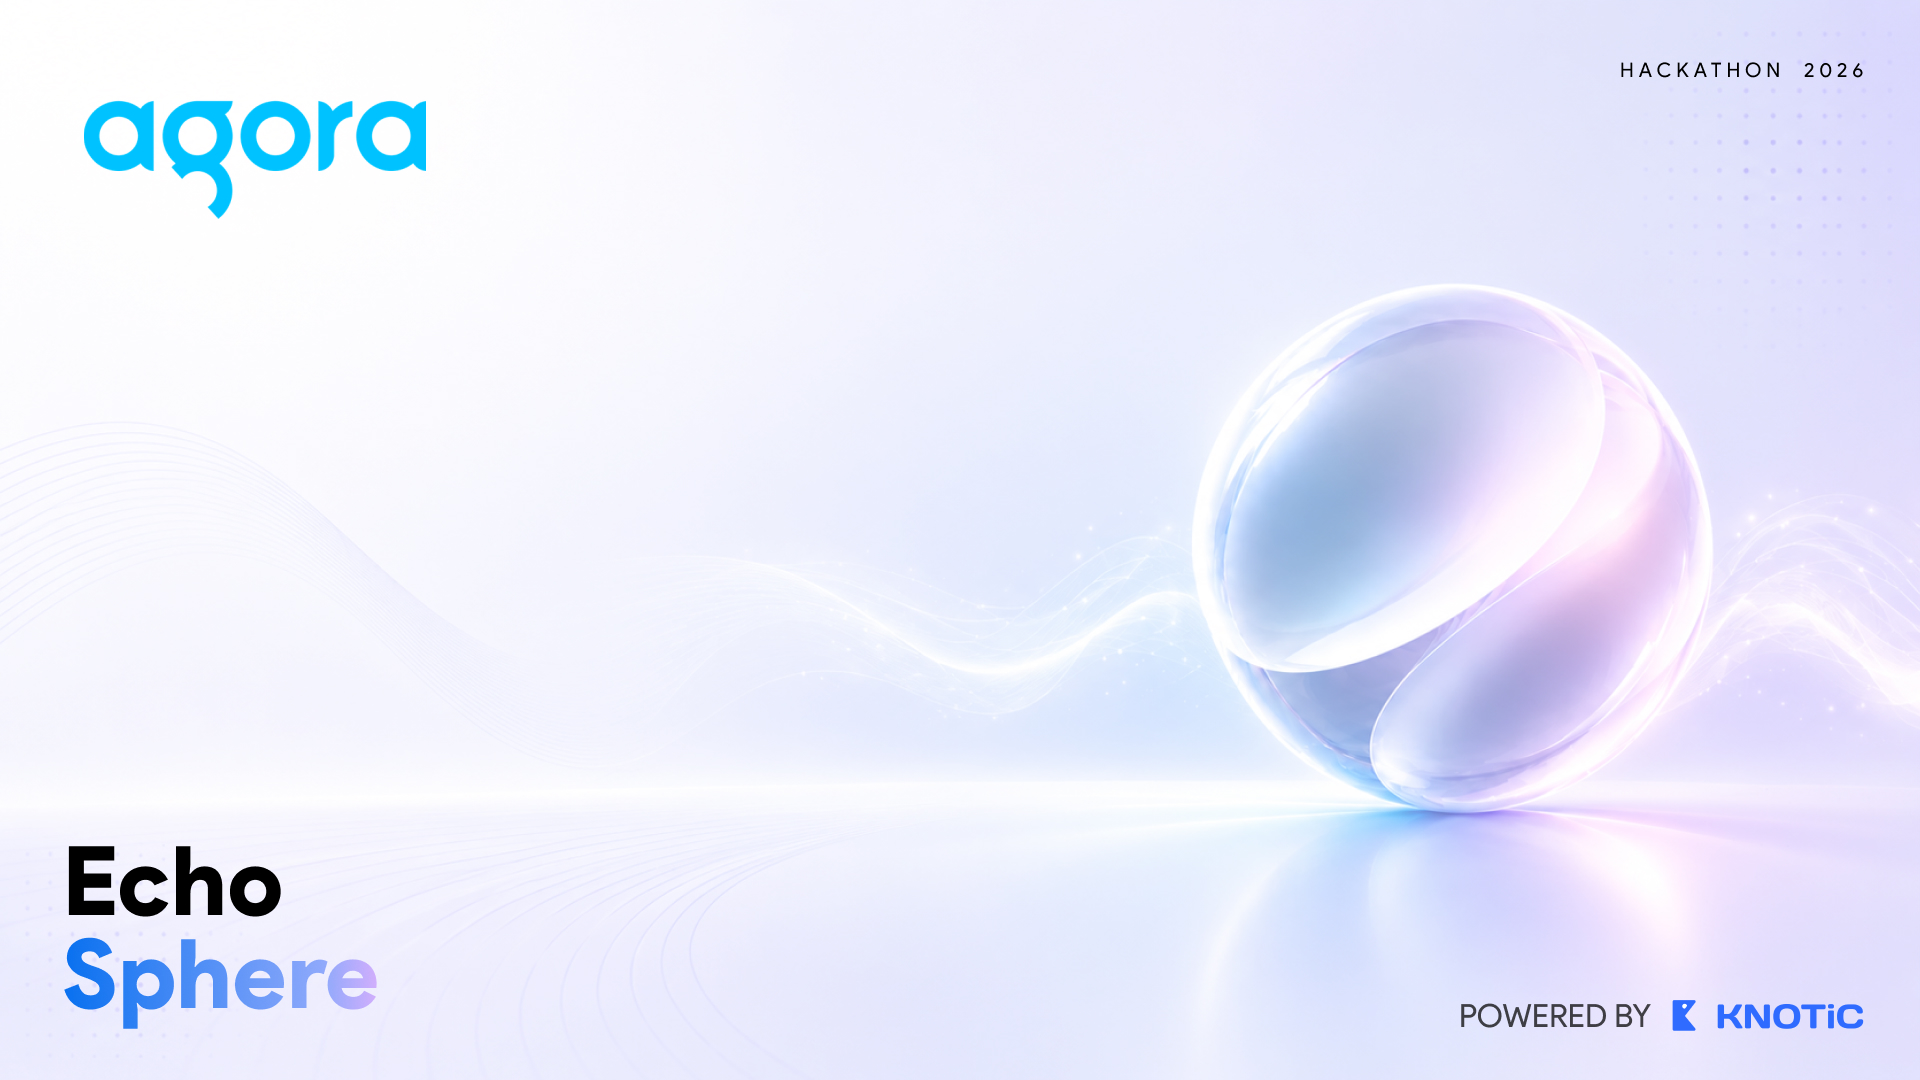 agora
HACKATHON 2026
Echo
Sphere
POWERED BY KNOTiC